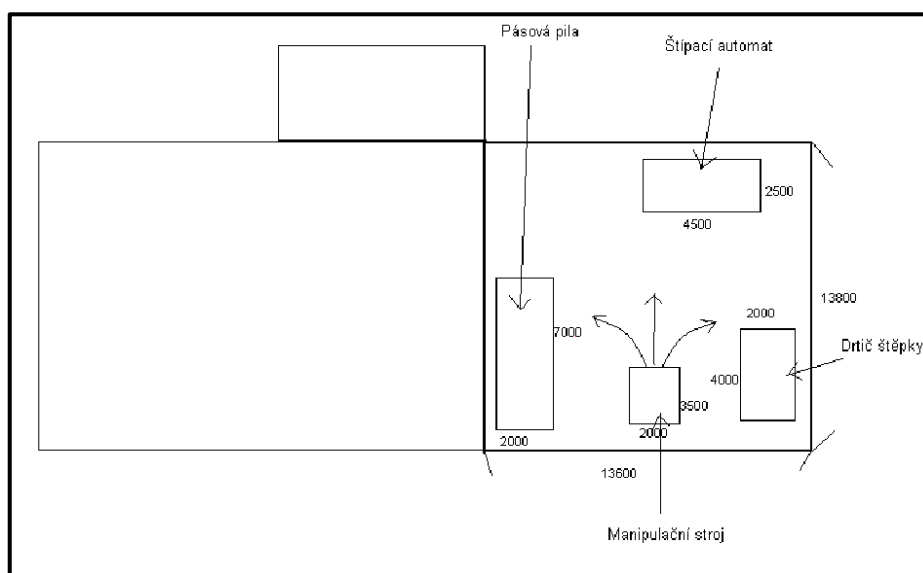 Pásová pila
Štípací automat
2500
4500
13800
2000
7000
Drtič štěpky
4000
3500
2000
2000
13600
Manipulační stroj